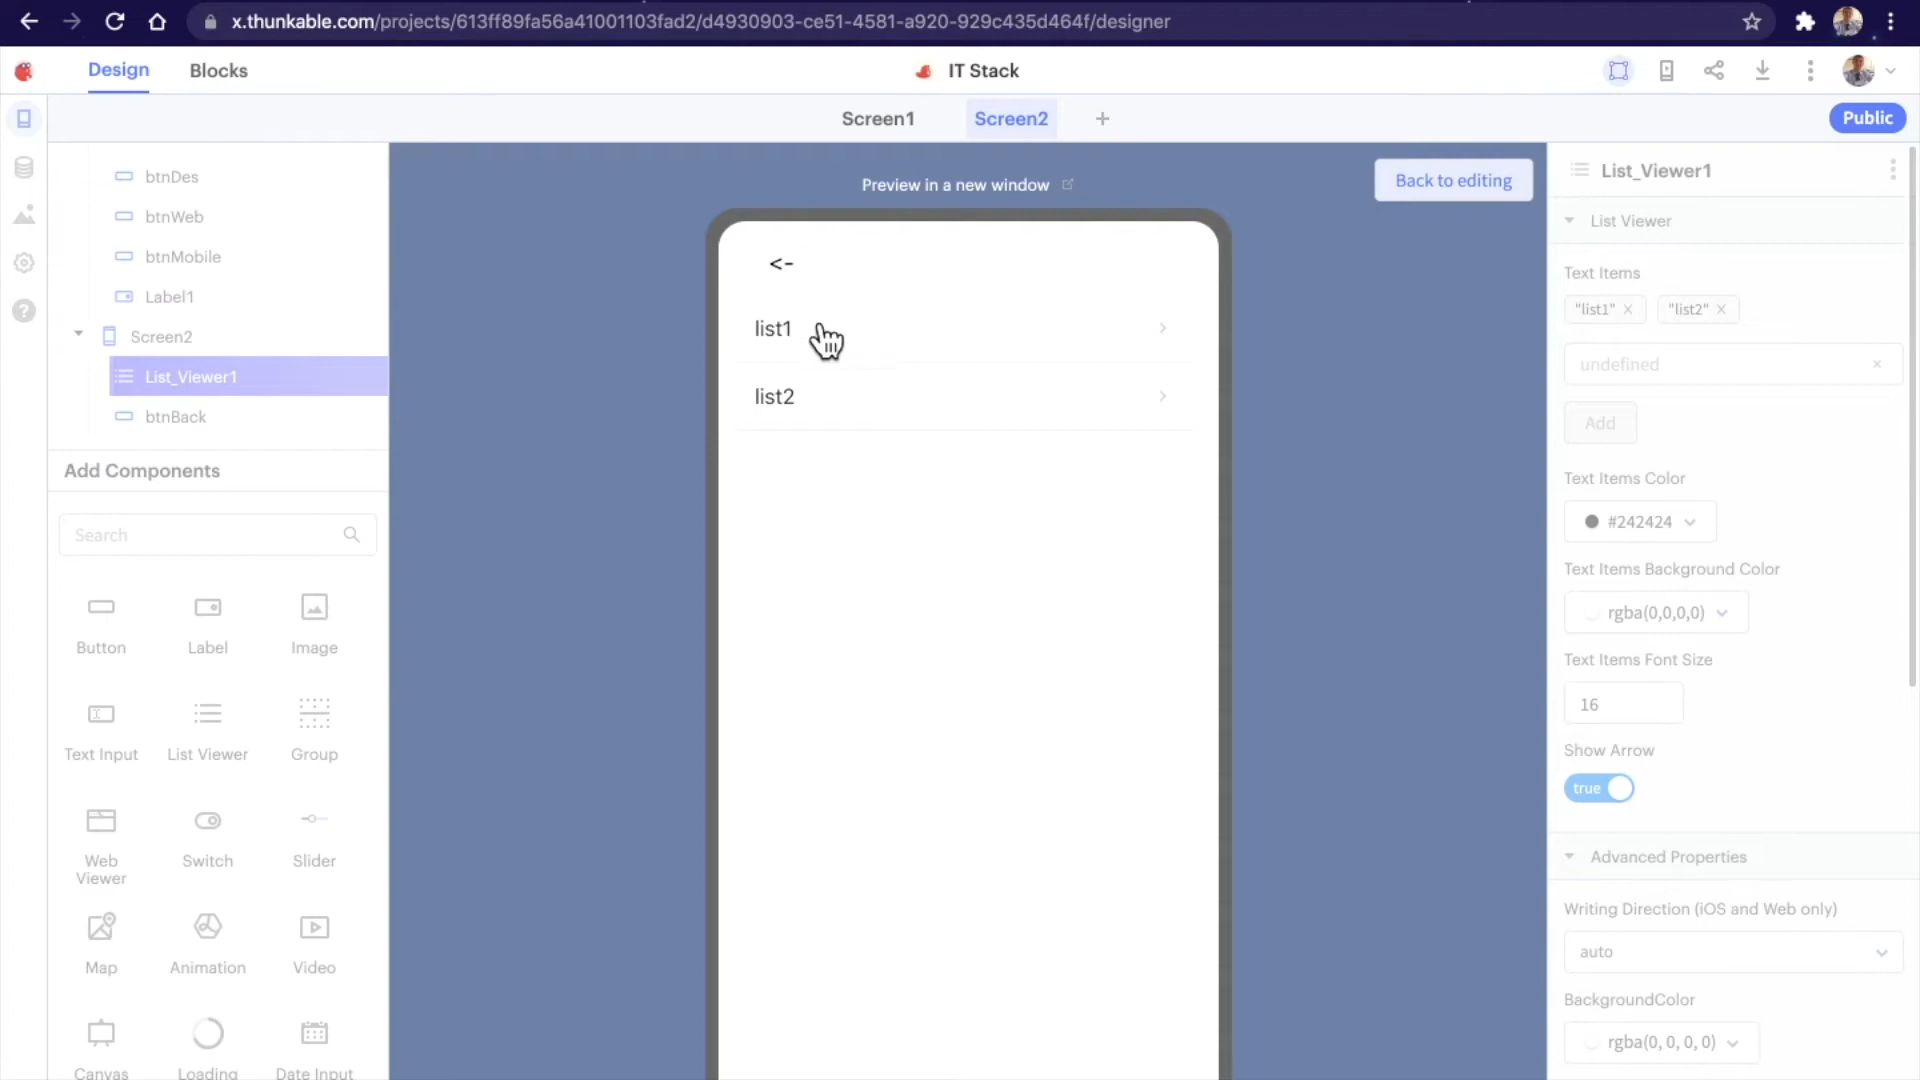 x.thunkable.com/projects/613ff89fa56a41001103fad2/d4930903-ce51-4581-a920-929c435d464f/designer
Design
Blocks
IT Stack
Screen1
Screen2
Public
btnDes
btnWeb
btnMobile
Label1
Screen2
List_Viewer1
btnBack
Add Components
Search
Button
Label
Image
Text Input
List Viewer
Group
Web
Viewer
Switch
Slider
Map
Animation
Video
Canvas
Loading
Date Input
Preview in a new window
Back to editing
<-
list1
list2
List_Viewer1
List Viewer
Text Items
"list1" ×
"list2" ×
undefined ×
Add
Text Items Color
#242424
Text Items Background Color
rgba(0,0,0,0)
Text Items Font Size
16
Show Arrow
true
Advanced Properties
Writing Direction (iOS and Web only)
auto
BackgroundColor
rgba(0, 0, 0, 0)